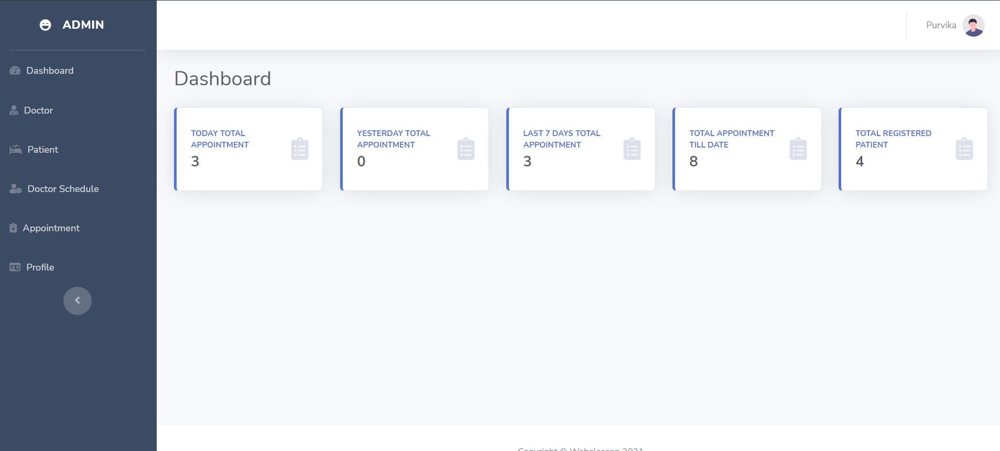 ADMIN
Purvika
Dashboard
Doctor
Patient
Doctor Schedule
Appointment
Profile
Dashboard
TODAY TOTAL
APPOINTMENT
3
YESTERDAY TOTAL
APPOINTMENT
0
LAST 7 DAYS TOTAL
APPOINTMENT
3
TOTAL APPOINTMENT
TILL DATE
8
TOTAL REGISTERED
PATIENT
4
Copyright © Webslesson 2021